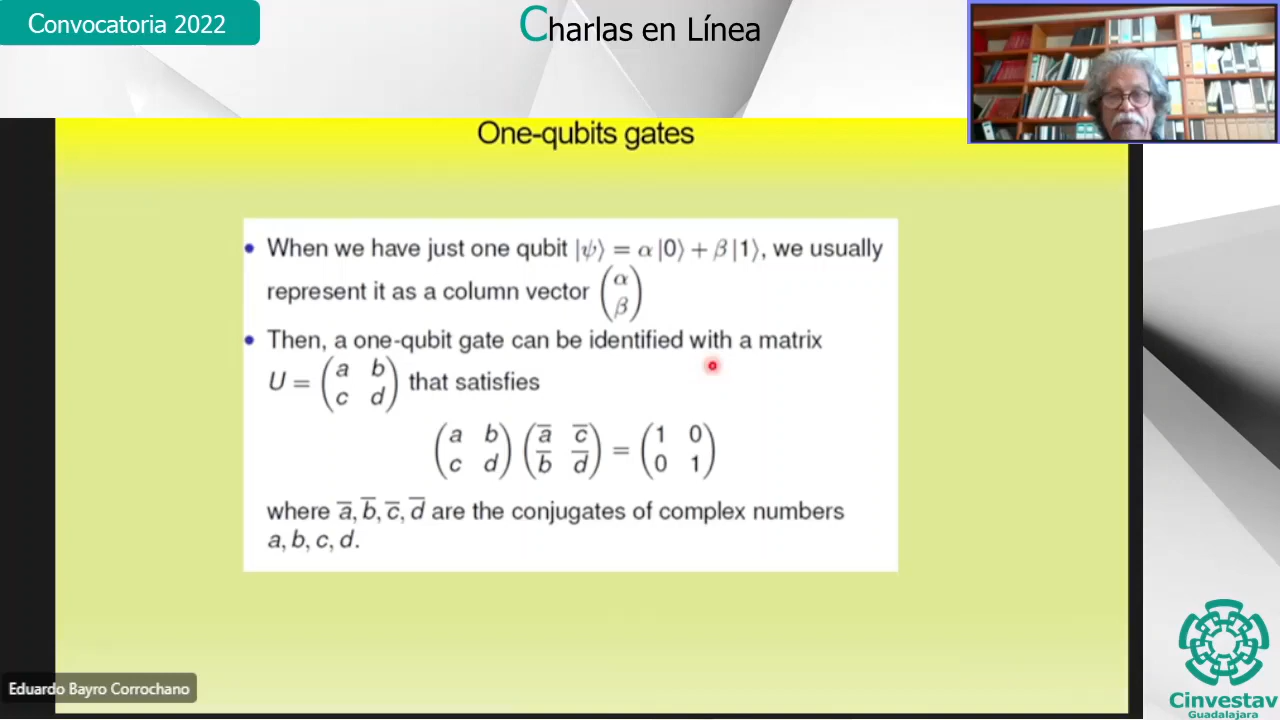 Convocatoria 2022
Charlas en Línea
One-qubits gates
• When we have just one qubit |ψ⟩ = α|0⟩ + β|1⟩, we usually
represent it as a column vector (α
β)
• Then, a one-qubit gate can be identified with a matrix
U = (a b
c d) that satisfies
(a b
c d) (a̅ c̅
b̅ d̅) = (1 0
0 1)
where a̅, b̅, c̅, d̅ are the conjugates of complex numbers
a, b, c, d.
Eduardo Bayro Corrochano
Cinvestav
Guadalajara